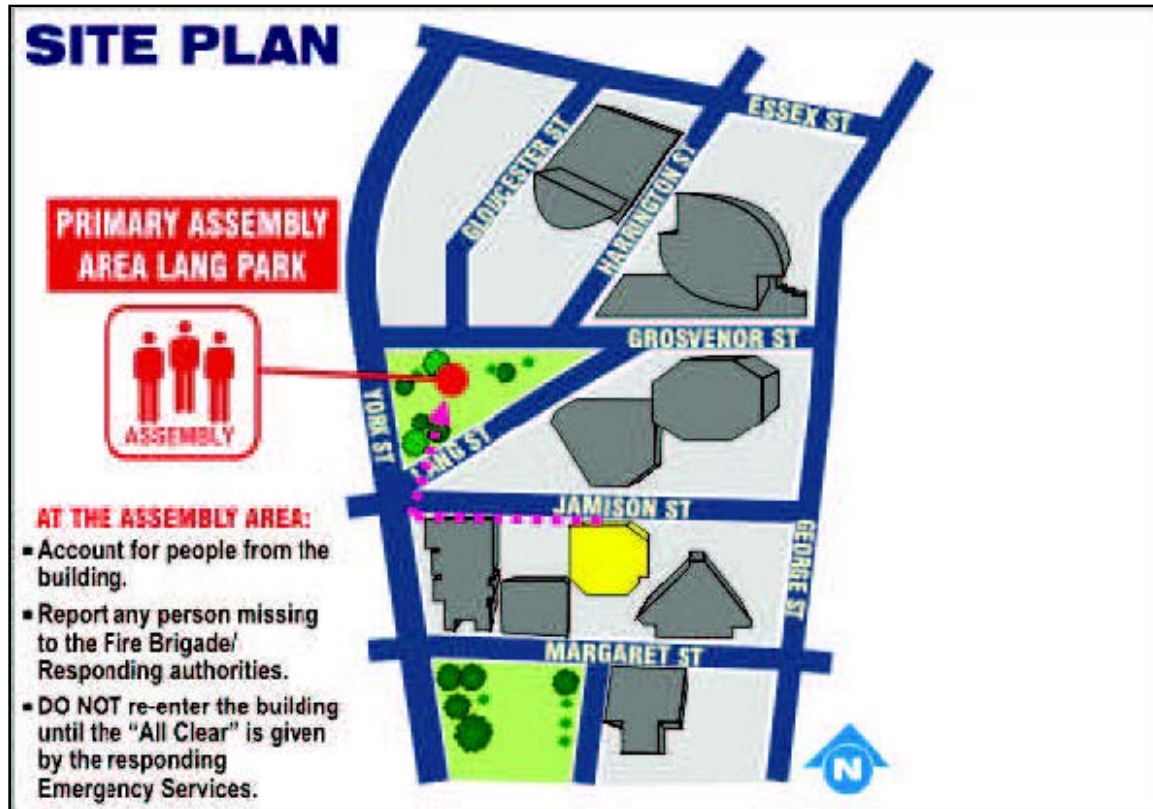 SITE PLAN
ESSEX ST
GLOUCESTER ST
HARRINGTON ST
PRIMARY ASSEMBLY
AREA LANG PARK
GROSVENOR ST
ASSEMBLY
YORK ST
LANG ST
JAMISON ST
GEORGE ST
MARGARET ST
AT THE ASSEMBLY AREA:
▪ Account for people from the
building.
▪ Report any person missing
to the Fire Brigade/
Responding authorities.
▪ DO NOT re-enter the building
until the “All Clear” is given
by the responding
Emergency Services.
N